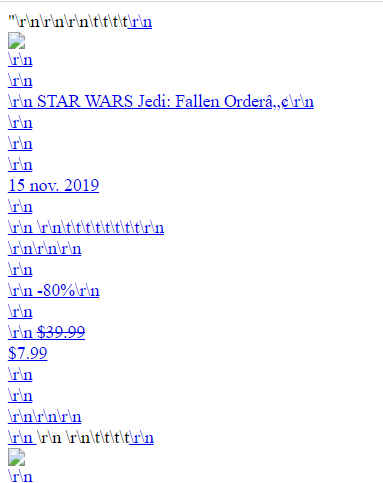 "\r\n\r\n\r\n\t\t\t\t\r\n
\r\n
\r\n
\r\n STAR WARS Jedi: Fallen Orderâ„¢\r\n
\r\n
\r\n
\r\n
15 nov. 2019
\r\n
\r\n \r\n\t\t\t\t\t\t\t\r\n
\r\n\r\n\r\n
\r\n
\r\n -80%\r\n
\r\n
\r\n $39.99
$7.99
\r\n
\r\n
\r\n\r\n\r\n
\r\n \r\n \r\n\t\t\t\t\r\n
\r\n